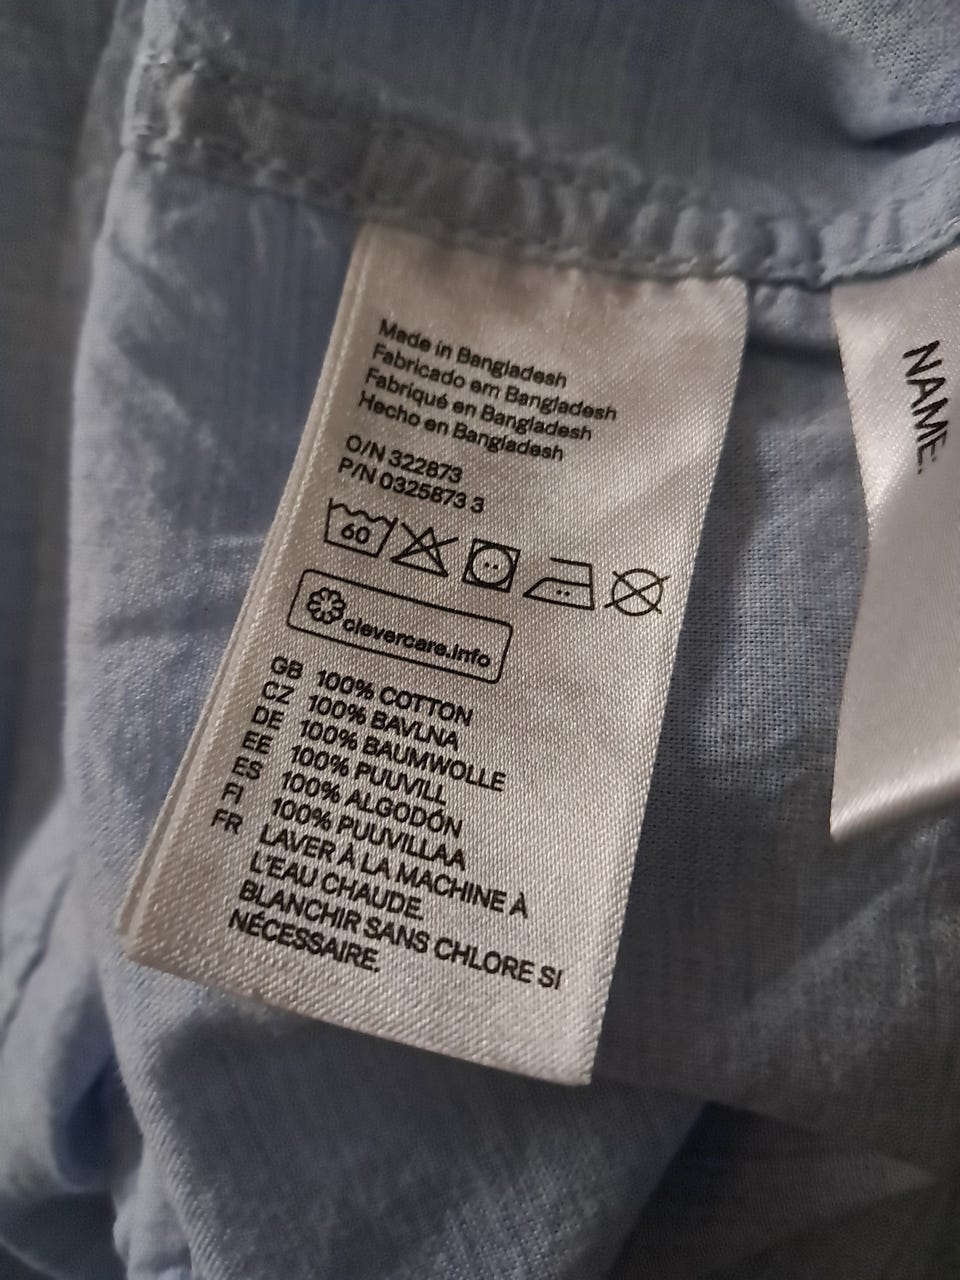 Made in Bangladesh
Fabricado em Bangladesh
Fabriqué en Bangladesh
Hecho en Bangladesh
O/N 322873
P/N 0325873 3
60
clevercare.info
GB 100% COTTON
CZ 100% BAVLNA
DE 100% BAUMWOLLE
EE 100% PUUVILL
ES 100% ALGODÓN
FI 100% PUUVILLAA
FR LAVER À LA MACHINE À
L'EAU CHAUDE.
BLANCHIR SANS CHLORE SI
NÉCESSAIRE.
NAME: